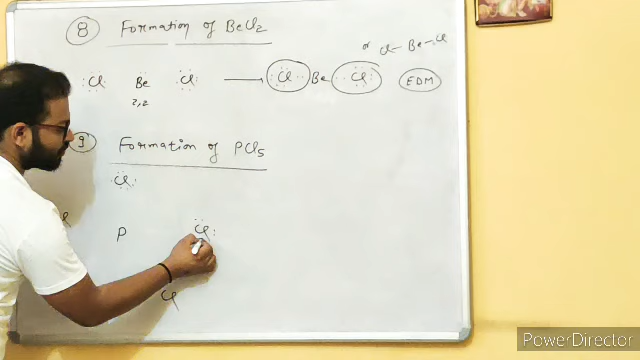 8 Formation of BeCl2
or Cl - Be - Cl
Cl Be Cl → Cl Be Cl EDM
2,2
9 Formation of PCl5
Cl
P Cl
Cl
PowerDirector